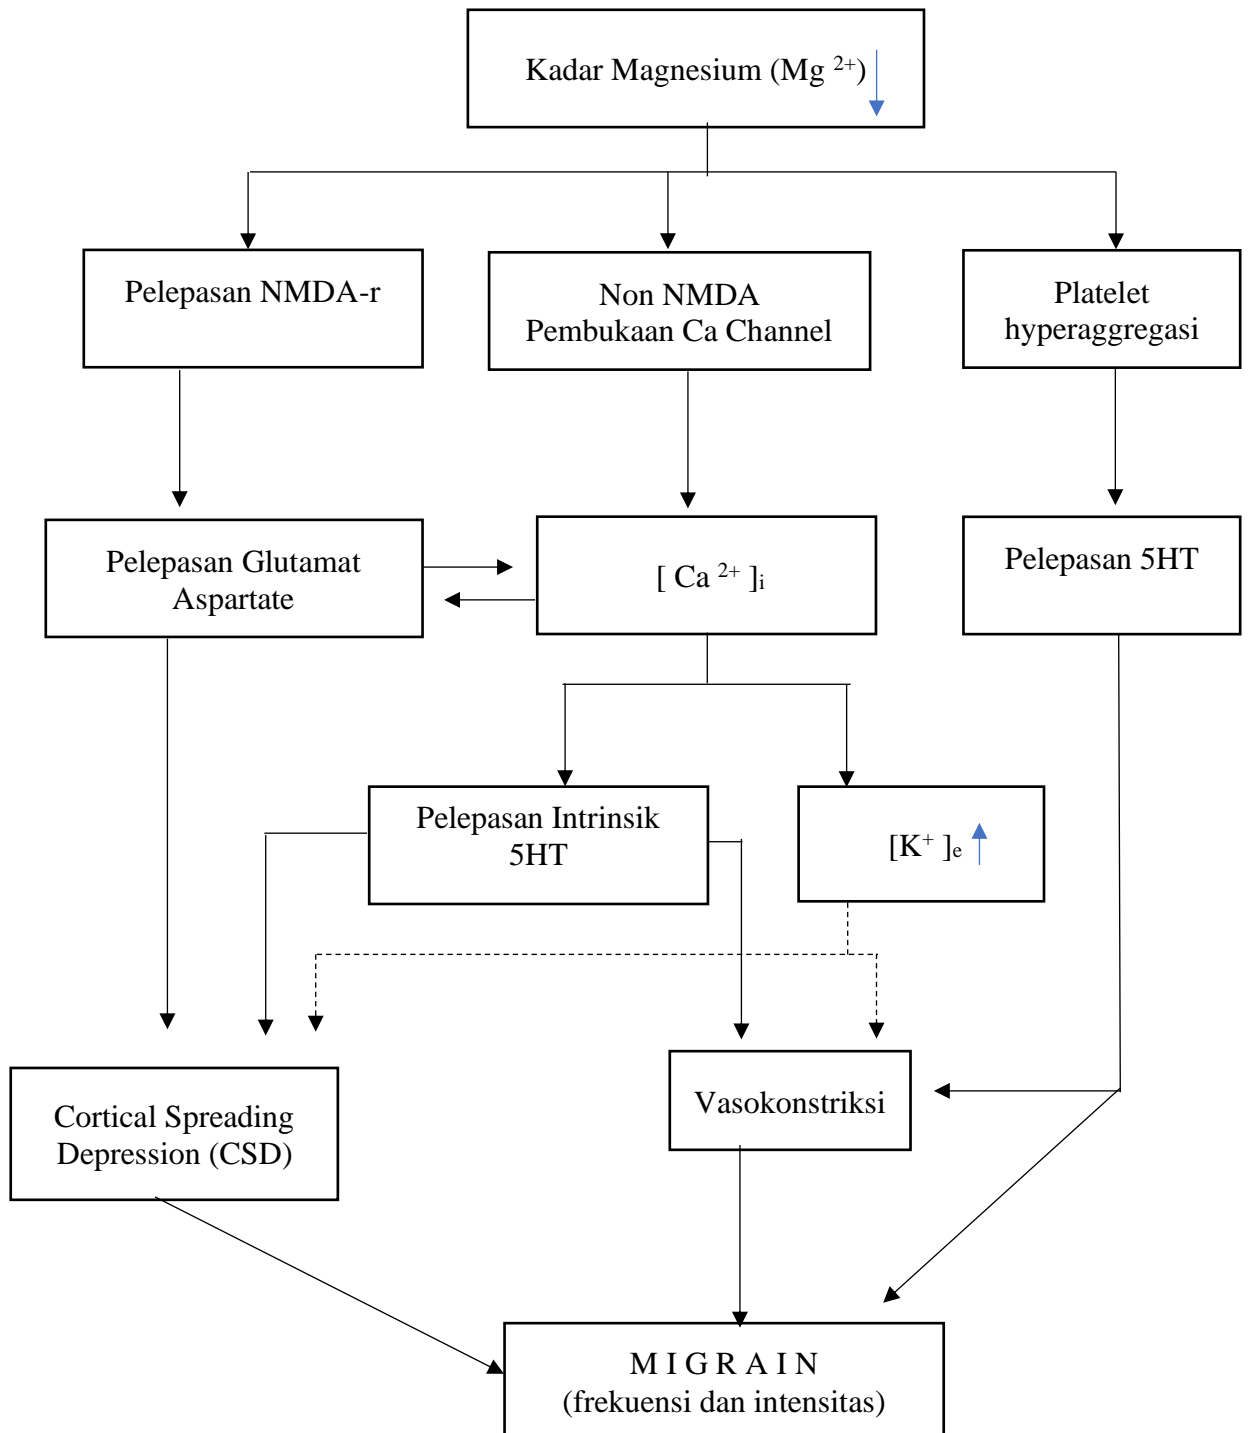 Kadar Magnesium (Mg ²⁺)
Pelepasan NMDA-r
Non NMDA
Pembukaan Ca Channel
Platelet
hyperaggregasi
Pelepasan Glutamat
Aspartate
[ Ca ²⁺ ]ᵢ
Pelepasan 5HT
Pelepasan Intrinsik
5HT
[K⁺ ]ₑ
Cortical Spreading
Depression (CSD)
Vasokonstriksi
M I G R A I N
(frekuensi dan intensitas)